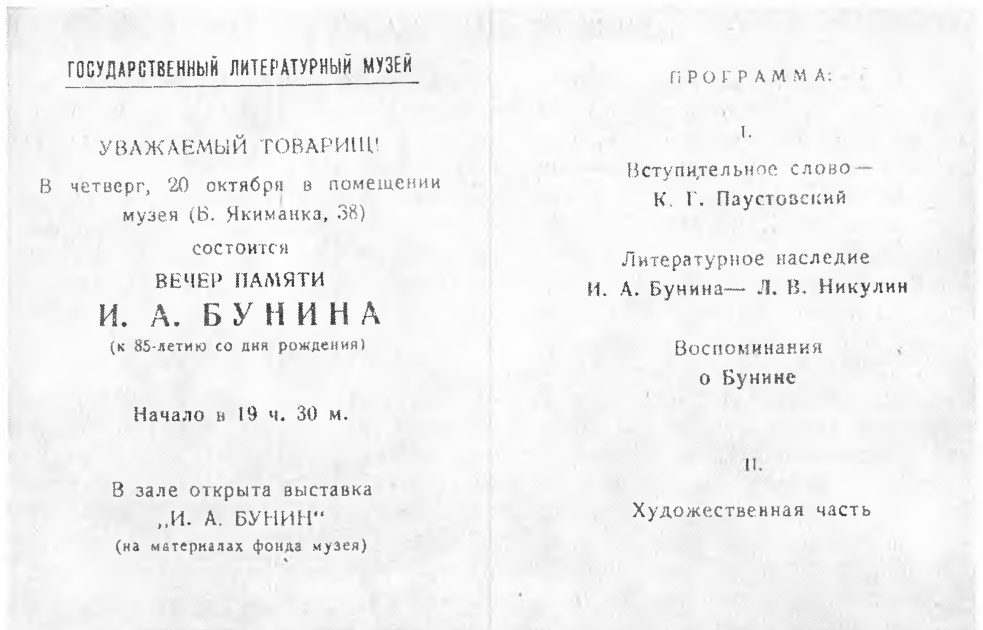 ГОСУДАРСТВЕННЫЙ ЛИТЕРАТУРНЫЙ МУЗЕЙ
УВАЖАЕМЫЙ ТОВАРИЩ!
В четверг, 20 октября в помещении
музея (Б. Якиманка, 38)
состоится
ВЕЧЕР ПАМЯТИ
И. А. БУНИНА
(к 85-летию со дня рождения)
Начало в 19 ч. 30 м.
В зале открыта выставка
„И. А. БУНИН“
(на материалах фонда музея)
ПРОГРАММА:
I.
Вступительное слово—
К. Г. Паустовский
Литературное наследие
И. А. Бунина— Л. В. Никулин
Воспоминания
о Бунине
II.
Художественная часть